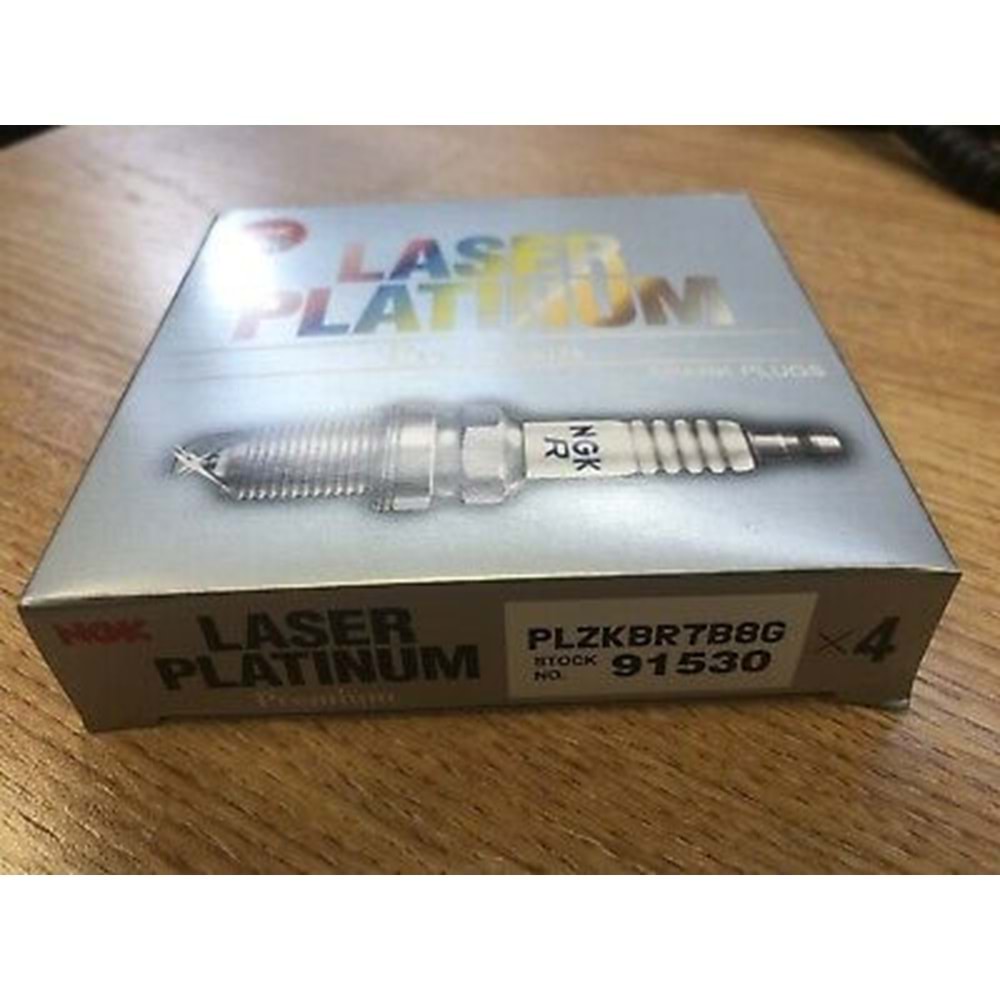 LASER
PLATINUM
SPARK PLUGS
NGK
R
NGK
LASER
PLATINUM
Premium
PLZKBR7B8G
STOCK NO. 91530
×4